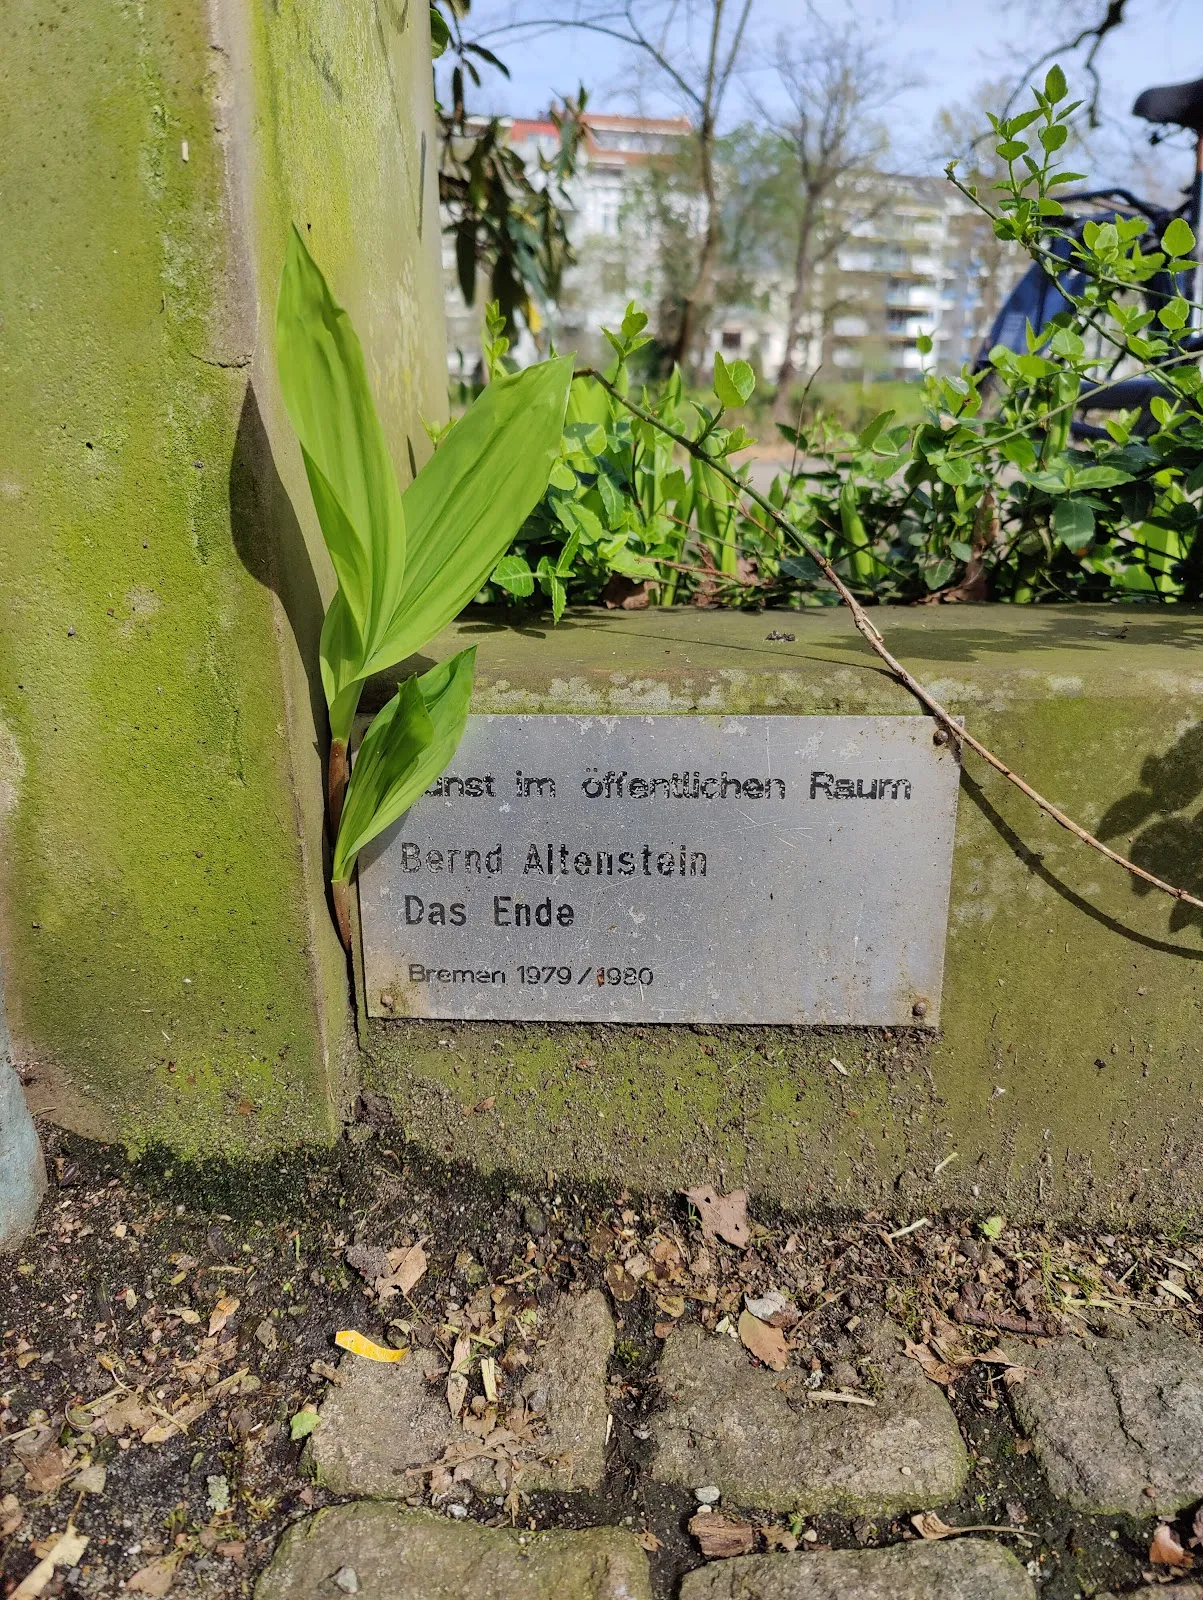 unst im öffentlichen Raum
Bernd Altenstein
Das Ende
Bremen 1979/1980